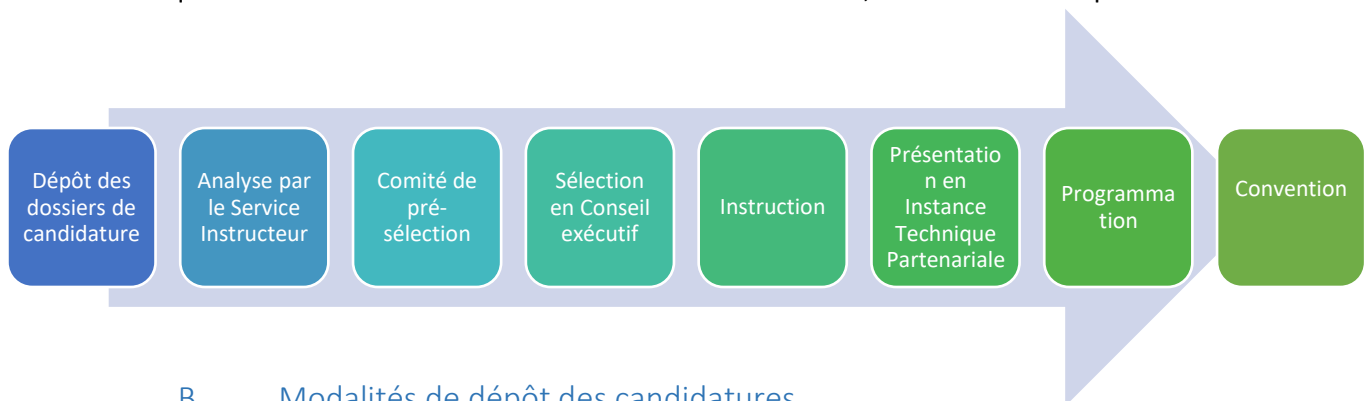 Dépôt des
dossiers de
candidature
Analyse par
le Service
Instructeur
Comité de
pré-
sélection
Sélection
en Conseil
exécutif
Instruction
Présentatio
n en
Instance
Technique
Partenariale
Programma
tion
Convention
B Modalités de dépôt des candidatures